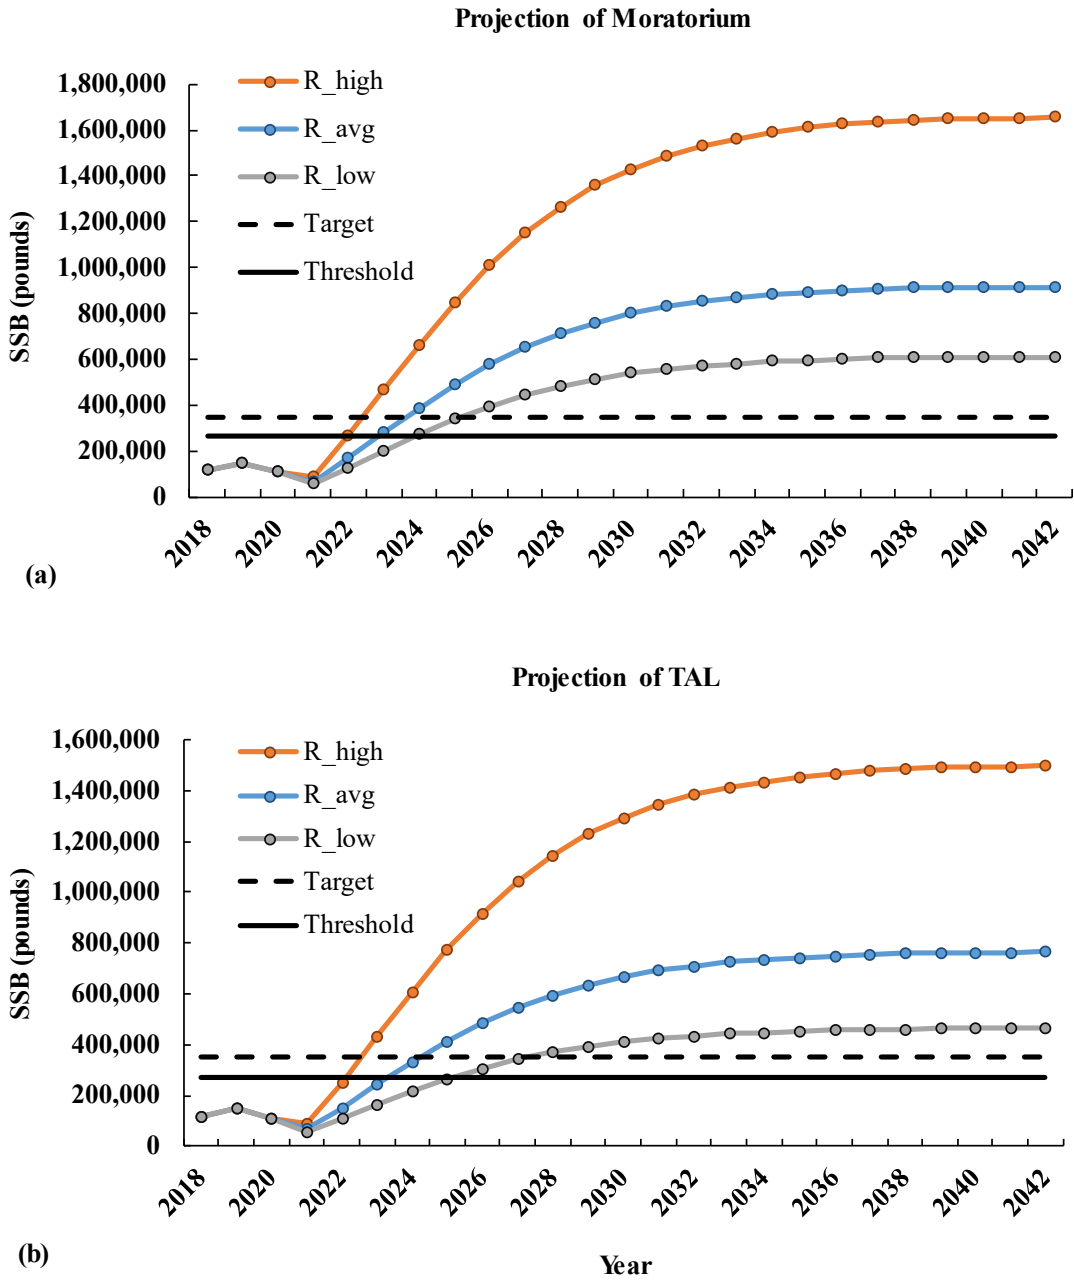 Projection of Moratorium
1,800,000
1,600,000
1,400,000
1,200,000
1,000,000
800,000
600,000
400,000
200,000
0
SSB (pounds)
R_high
R_avg
R_low
Target
Threshold
2018
2020
2022
2024
2026
2028
2030
2032
2034
2036
2038
2040
2042
(a)
Projection of TAL
1,600,000
1,400,000
1,200,000
1,000,000
800,000
600,000
400,000
200,000
0
SSB (pounds)
R_high
R_avg
R_low
Target
Threshold
2018
2020
2022
2024
2026
2028
2030
2032
2034
2036
2038
2040
2042
(b)
Year